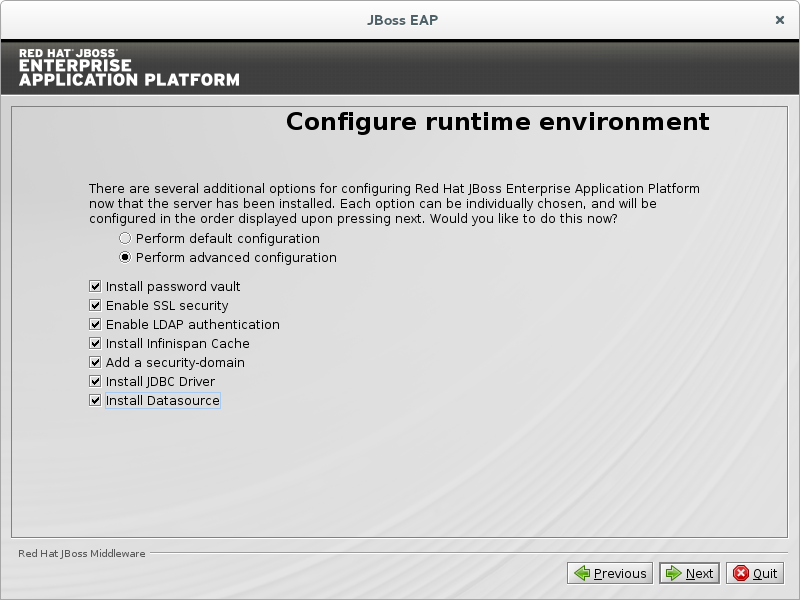 JBoss EAP
RED HAT® JBOSS®
ENTERPRISE
APPLICATION PLATFORM
Configure runtime environment
There are several additional options for configuring Red Hat JBoss Enterprise Application Platform
now that the server has been installed. Each option can be individually chosen, and will be
configured in the order displayed upon pressing next. Would you like to do this now?
Perform default configuration
Perform advanced configuration
Install password vault
Enable SSL security
Enable LDAP authentication
Install Infinispan Cache
Add a security-domain
Install JDBC Driver
Install Datasource
Red Hat JBoss Middleware
Previous
Next
Quit